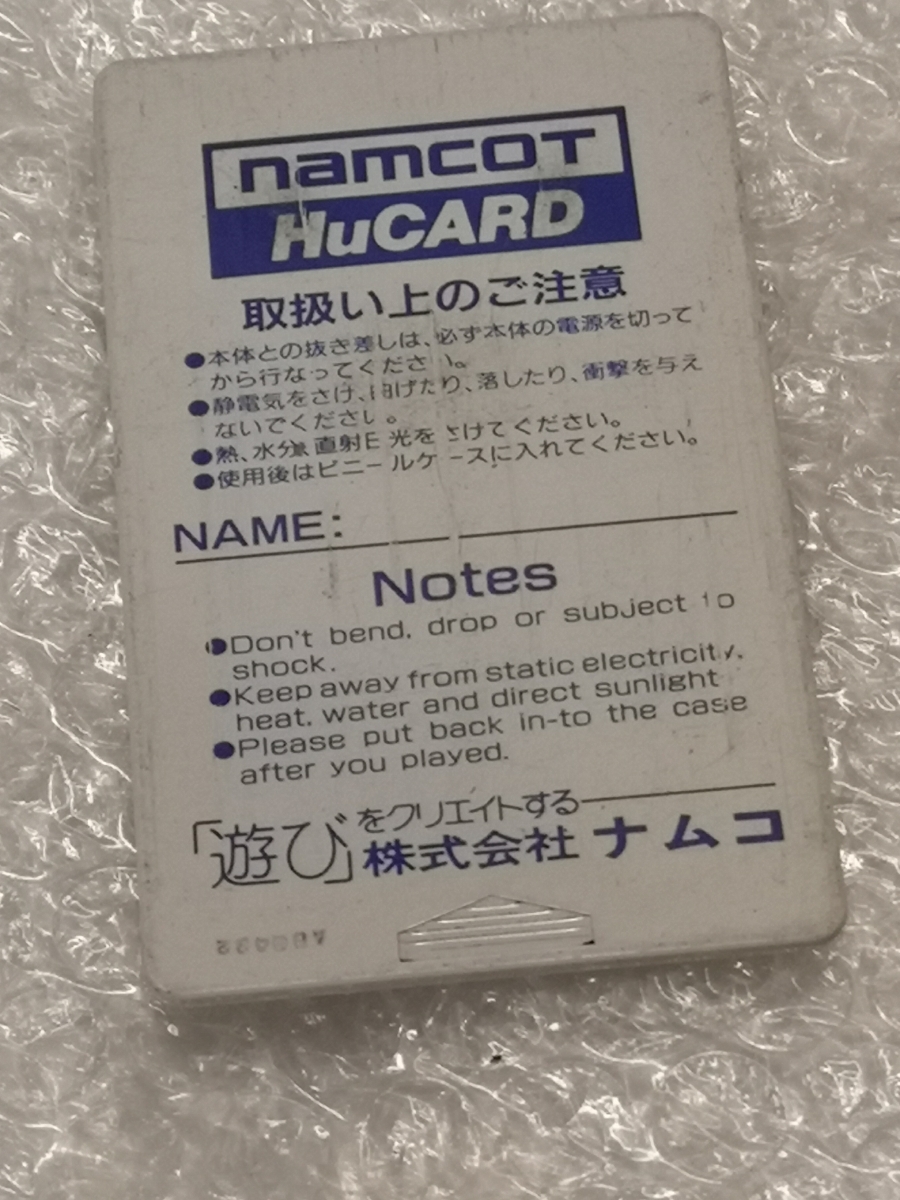 namcot
HuCARD
取扱い上のご注意
●本体との抜き差しは、必ず本体の電源を切って
から行なってください。
●静電気をさけ、曲げたり、落したり、衝撃を与え
ないでください。
●熱、水分、直射日光をさけてください。
●使用後はビニールケースに入れてください。
NAME:
Notes
●Don't bend, drop or subject to
shock.
●Keep away from static electricity,
heat, water and direct sunlight
●Please put back in-to the case
after you played.
「遊び」をクリエイトする
株式会社ナムコ